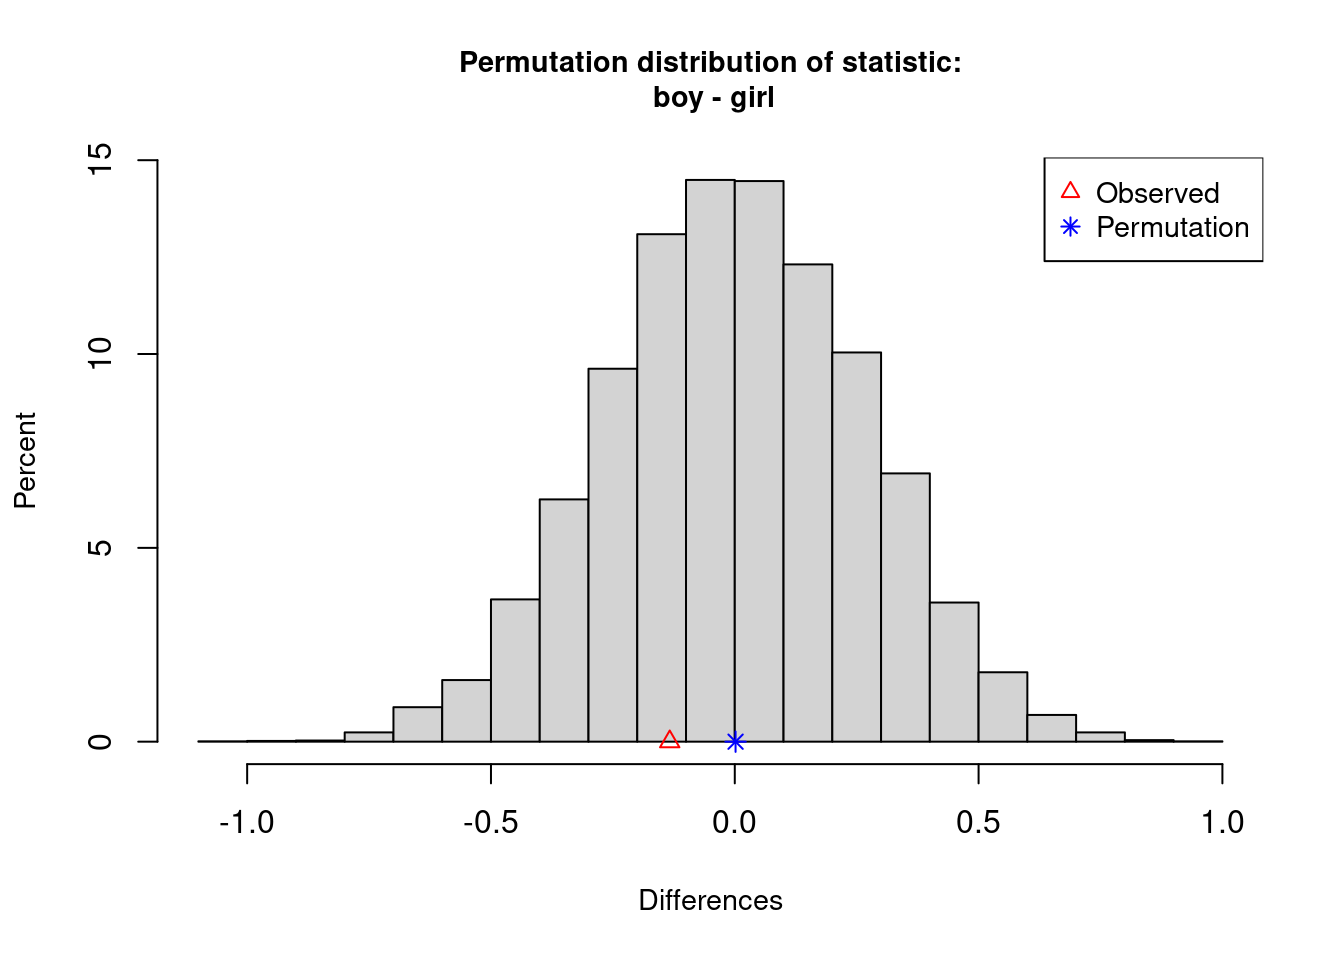 Permutation distribution of statistic:
boy - girl
Observed
Permutation
15
10
5
0
Percent
-1.0 -0.5 0.0 0.5 1.0
Differences